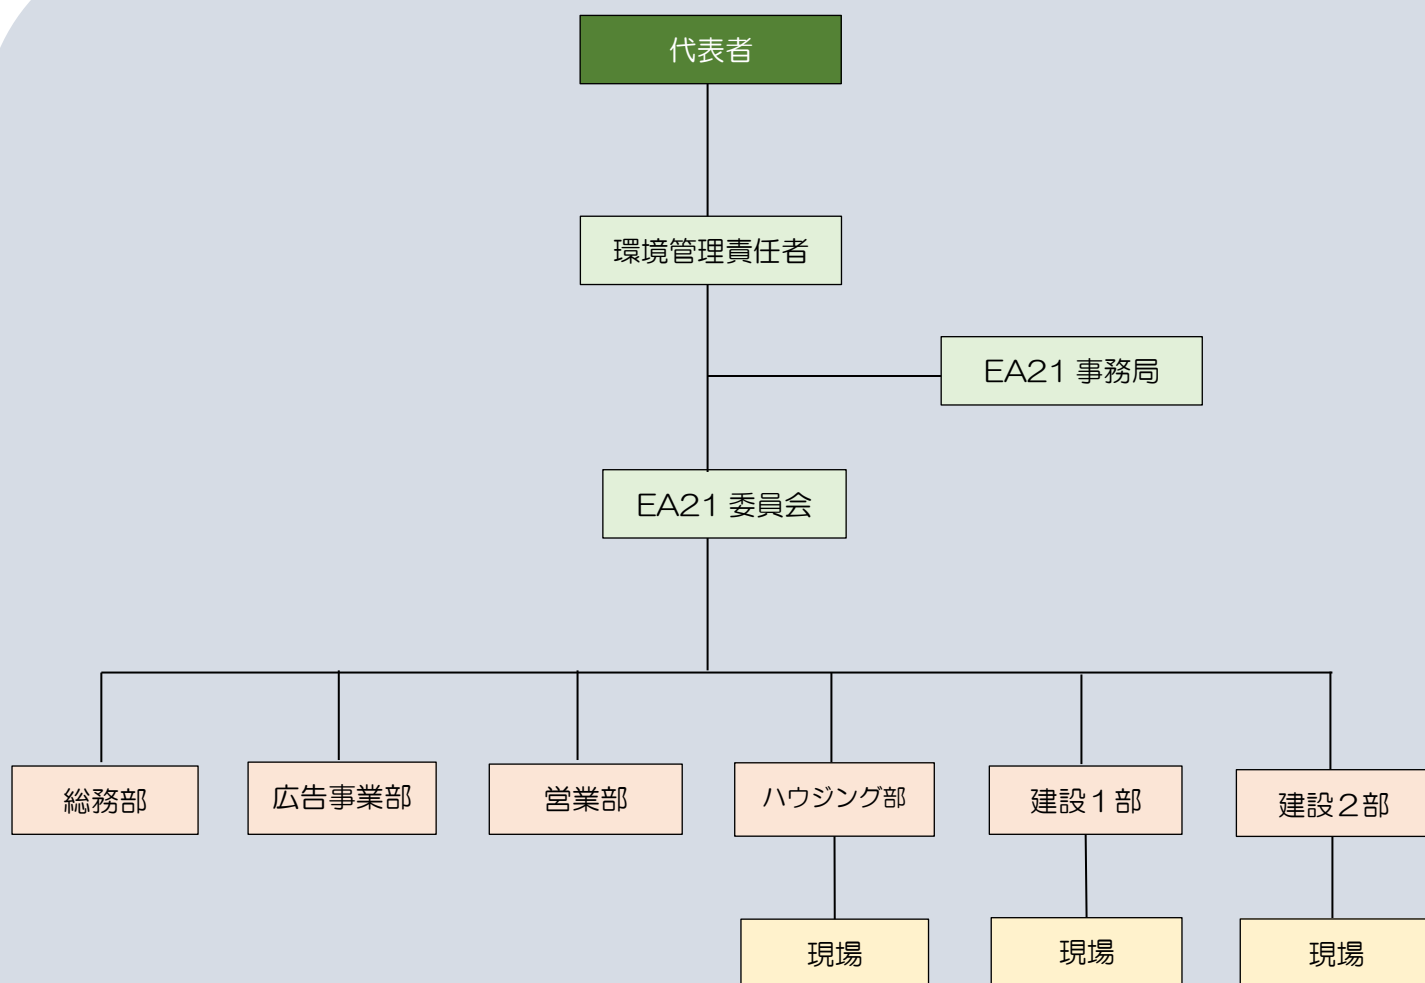 代表者
環境管理責任者
EA21 事務局
EA21 委員会
総務部
広告事業部
営業部
ハウジング部
建設１部
建設２部
現場
現場
現場